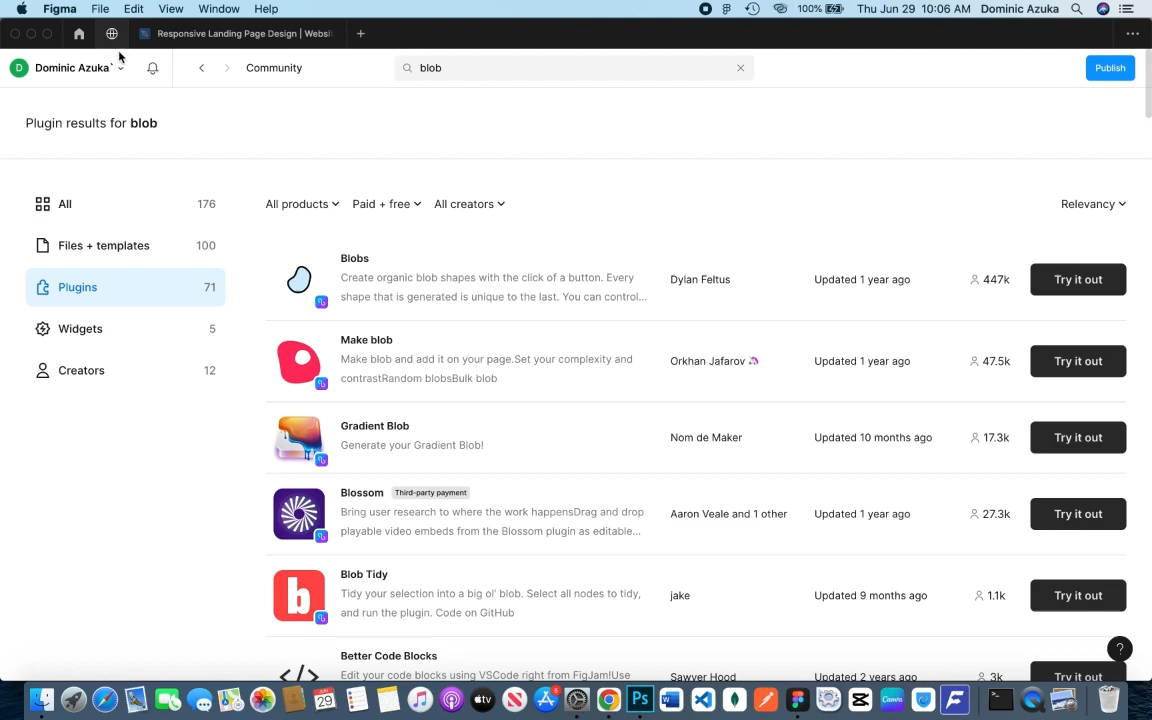 Figma File Edit View Window Help 100% Thu Jun 29 10:06 AM Dominic Azuka
Responsive Landing Page Design | Websi
D Dominic Azuka` Community blob Publish
Plugin results for blob
All 176
Files + templates 100
Plugins 71
Widgets 5
Creators 12
All products Paid + free All creators Relevancy
Blobs
Create organic blob shapes with the click of a button. Every
shape that is generated is unique to the last. You can control...
Dylan Feltus Updated 1 year ago 447k Try it out
Make blob
Make blob and add it on your page.Set your complexity and
contrastRandom blobsBulk blob
Orkhan Jafarov Updated 1 year ago 47.5k Try it out
Gradient Blob
Generate your Gradient Blob!
Nom de Maker Updated 10 months ago 17.3k Try it out
Blossom Third-party payment
Bring user research to where the work happensDrag and drop
playable video embeds from the Blossom plugin as editable...
Aaron Veale and 1 other Updated 1 year ago 27.3k Try it out
b
Blob Tidy
Tidy your selection into a big ol' blob. Select all nodes to tidy,
and run the plugin. Code on GitHub
jake Updated 9 months ago 1.1k Try it out
Better Code Blocks
Edit your code blocks using VSCode right from FigJam!Use
Sawyer Hood Updated 2 years ago 3k Try it out
?